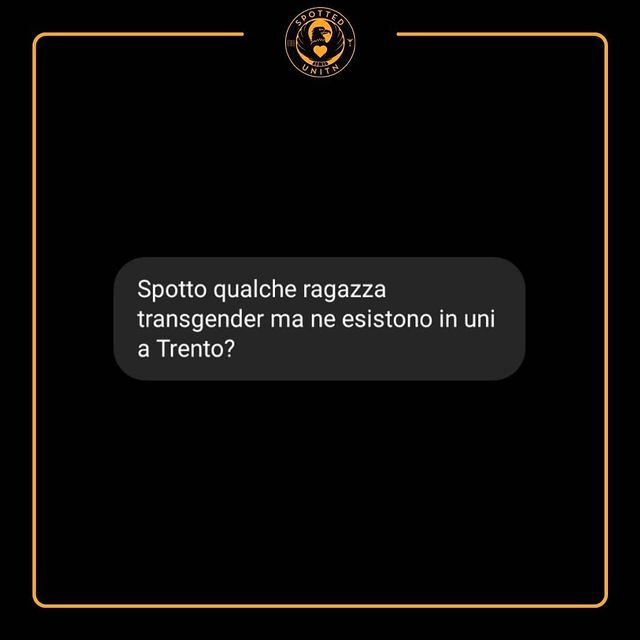 SPOTTED
UNITN
Spotto qualche ragazza
transgender ma ne esistono in uni
a Trento?